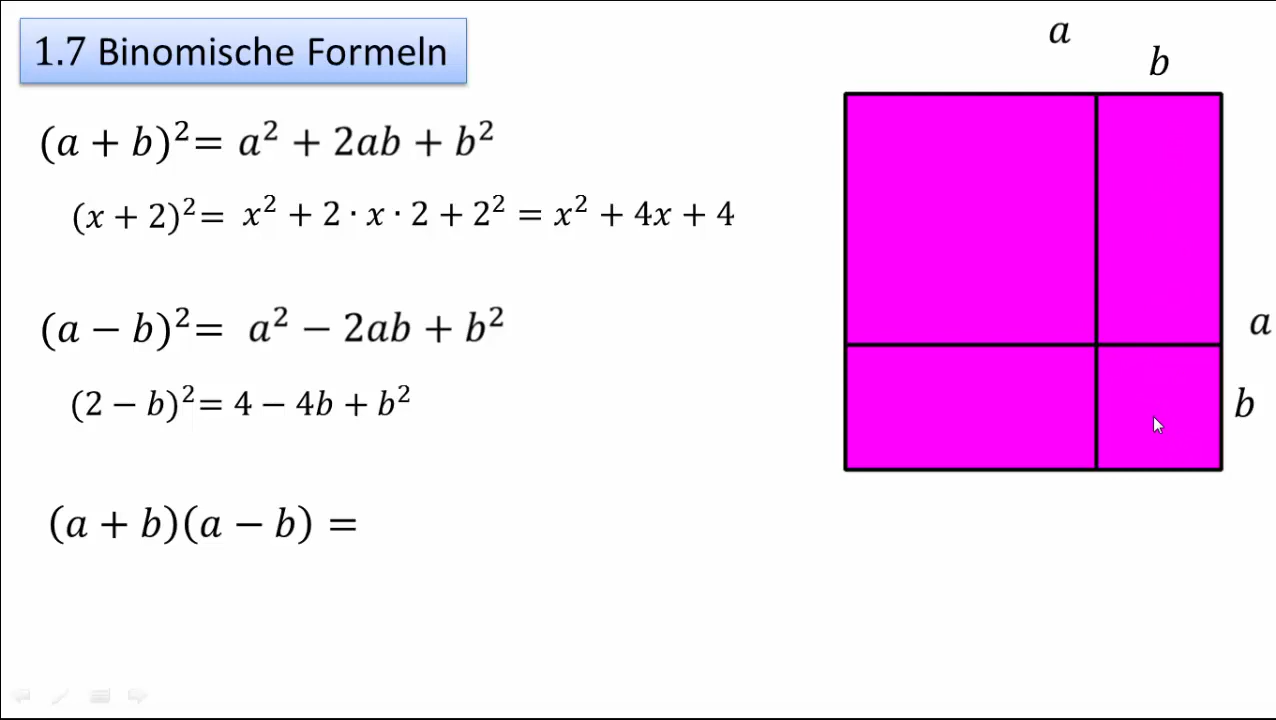 1.7 Binomische Formeln
(a + b)² = a² + 2ab + b²
(x + 2)² = x² + 2 · x · 2 + 2² = x² + 4x + 4
(a − b)² = a² − 2ab + b²
(2 − b)² = 4 − 4b + b²
(a + b)(a − b) =
a
b
a
b